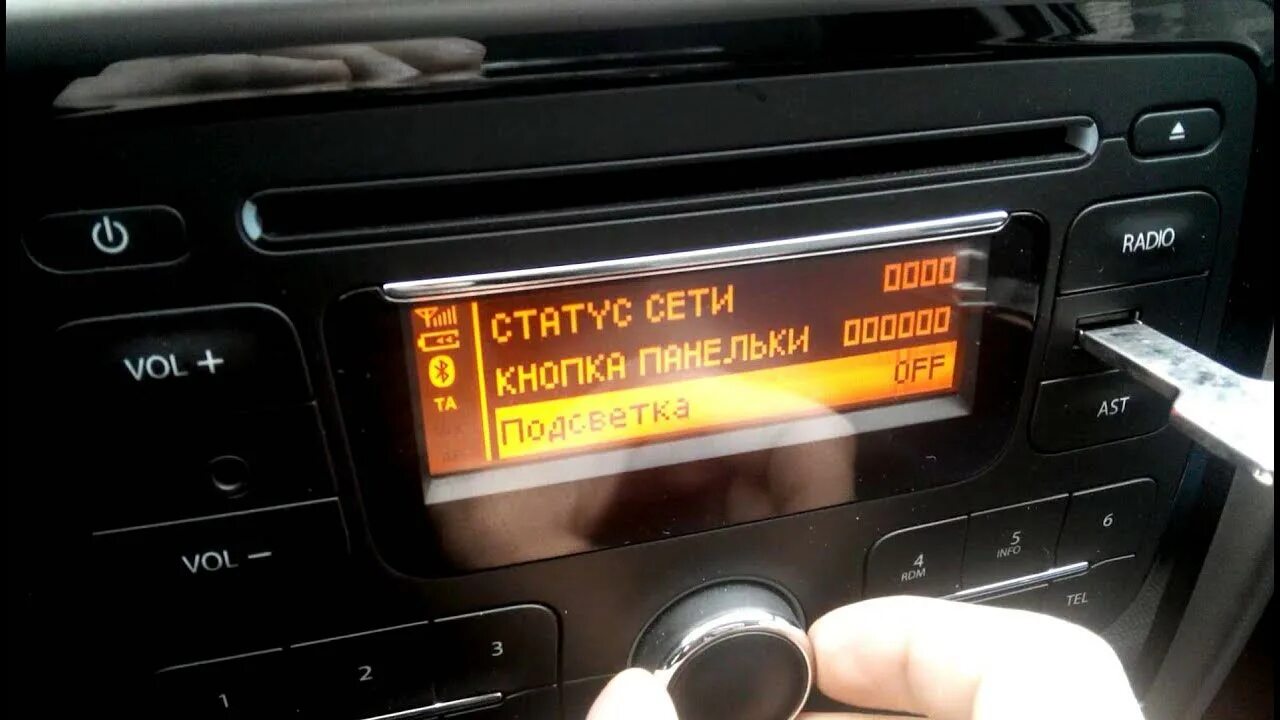 RADIO
СТАТУС СЕТИ 0000
КНОПКА ПАНЕЛЬКИ 000000
Подсветка OFF
TA
VOL +
AST
VOL −
4 RDM
5 INFO
6
TEL
1
2
3